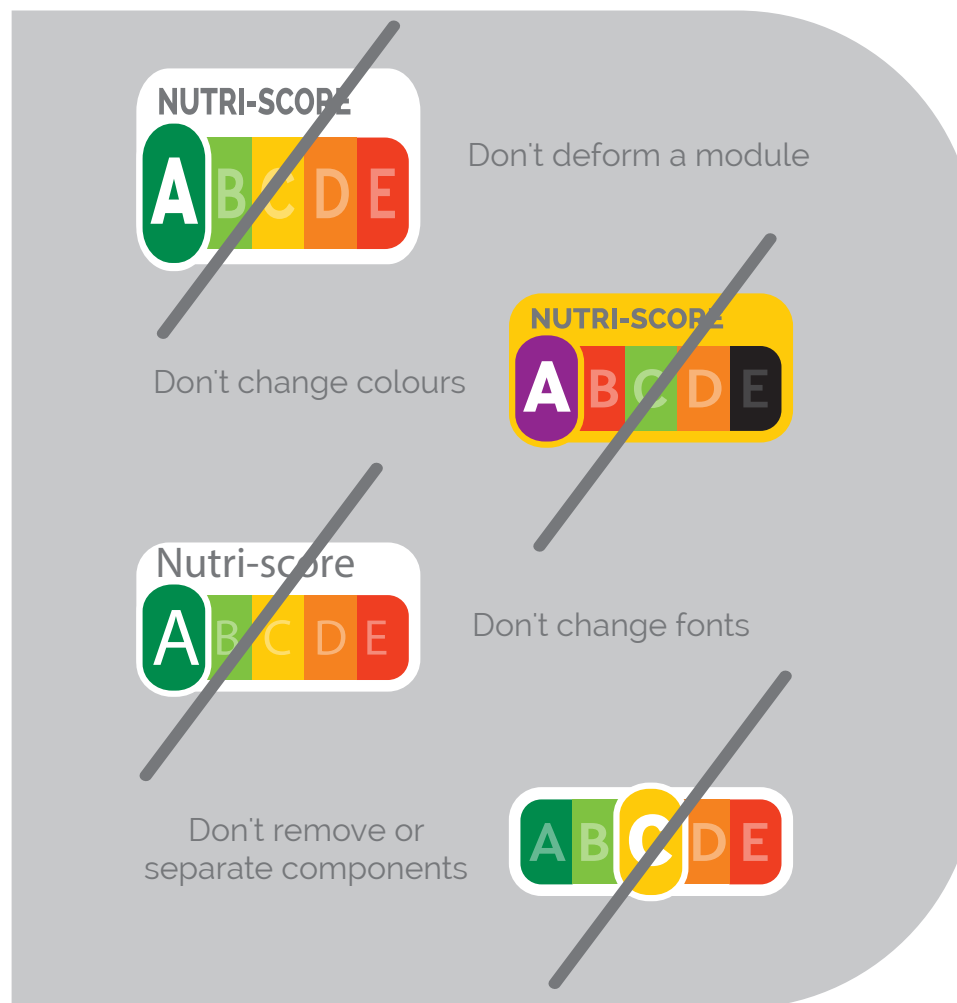 NUTRI-SCORE
A B C D E
Don't deform a module
NUTRI-SCORE
A B C D E
Don't change colours
Nutri-score
A B C D E
Don't change fonts
A B C D E
Don't remove or
separate components